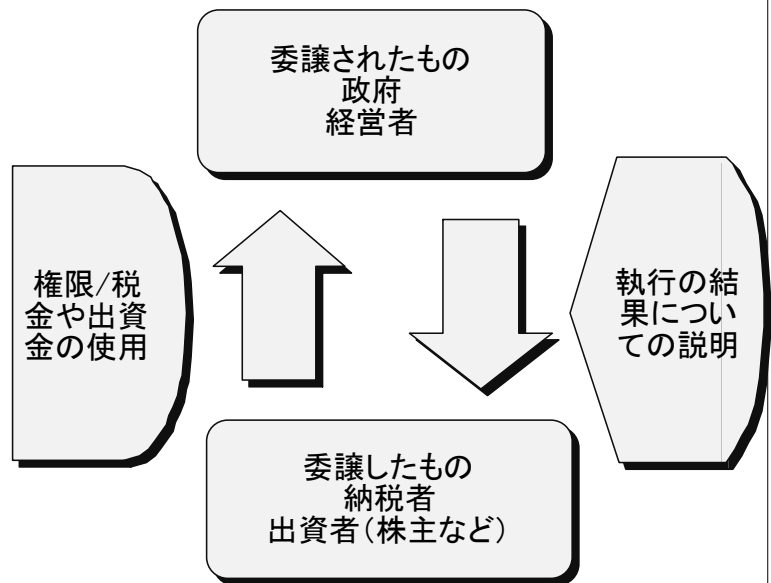 委譲されたもの
政府
経営者
権限/税
金や出資
金の使用
執行の結
果につい
ての説明
委譲したもの
納税者
出資者(株主など)